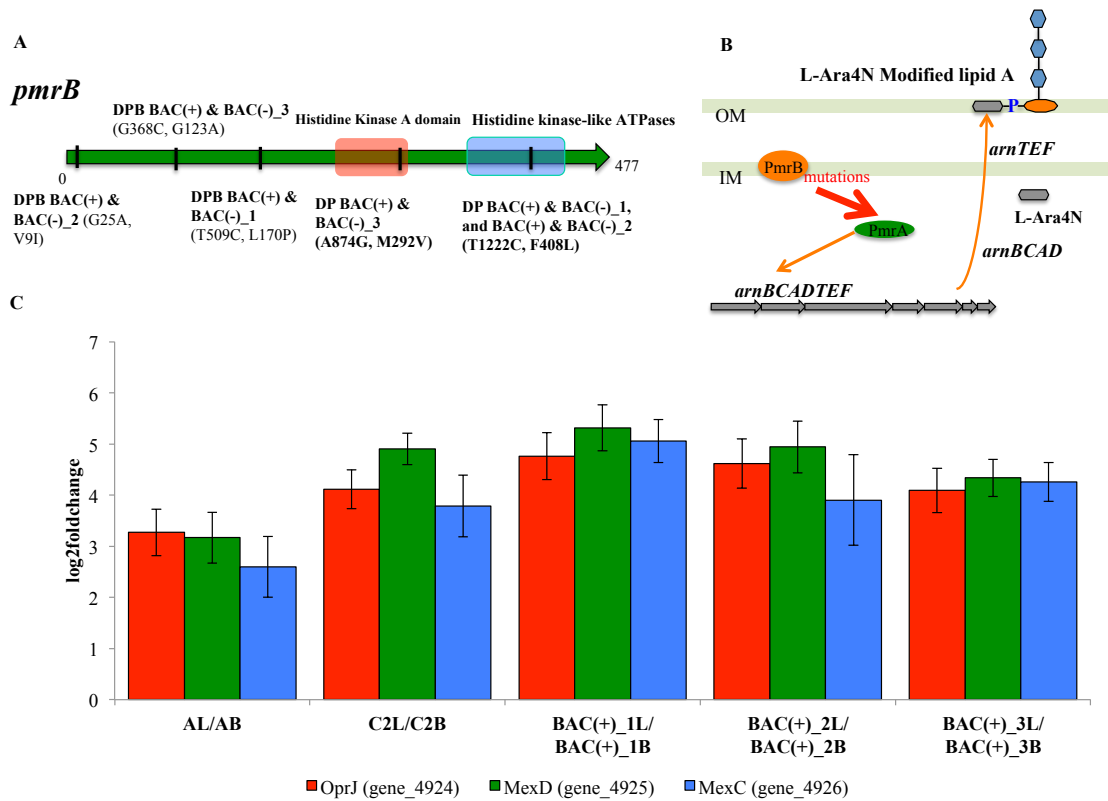 A
pmrB
DPB BAC(+) & BAC(-)_3
(G368C, G123A)
Histidine Kinase A domain
Histidine kinase-like ATPases
0
477
DPB BAC(+) &
BAC(-)_2 (G25A,
V9I)
DPB BAC(+) &
BAC(-)_1
(T509C, L170P)
DP BAC(+) &
BAC(-)_3
(A874G, M292V)
DP BAC(+) & BAC(-)_1,
and BAC(+) & BAC(-)_2
(T1222C, F408L)
B
L-Ara4N Modified lipid A
P
OM
arnTEF
IM
PmrB
mutations
L-Ara4N
PmrA
arnBCAD
arnBCADTEF
C
log2foldchange
7
6
5
4
3
2
1
0
AL/AB
C2L/C2B
BAC(+)_1L/
BAC(+)_1B
BAC(+)_2L/
BAC(+)_2B
BAC(+)_3L/
BAC(+)_3B
OprJ (gene_4924)
MexD (gene_4925)
MexC (gene_4926)